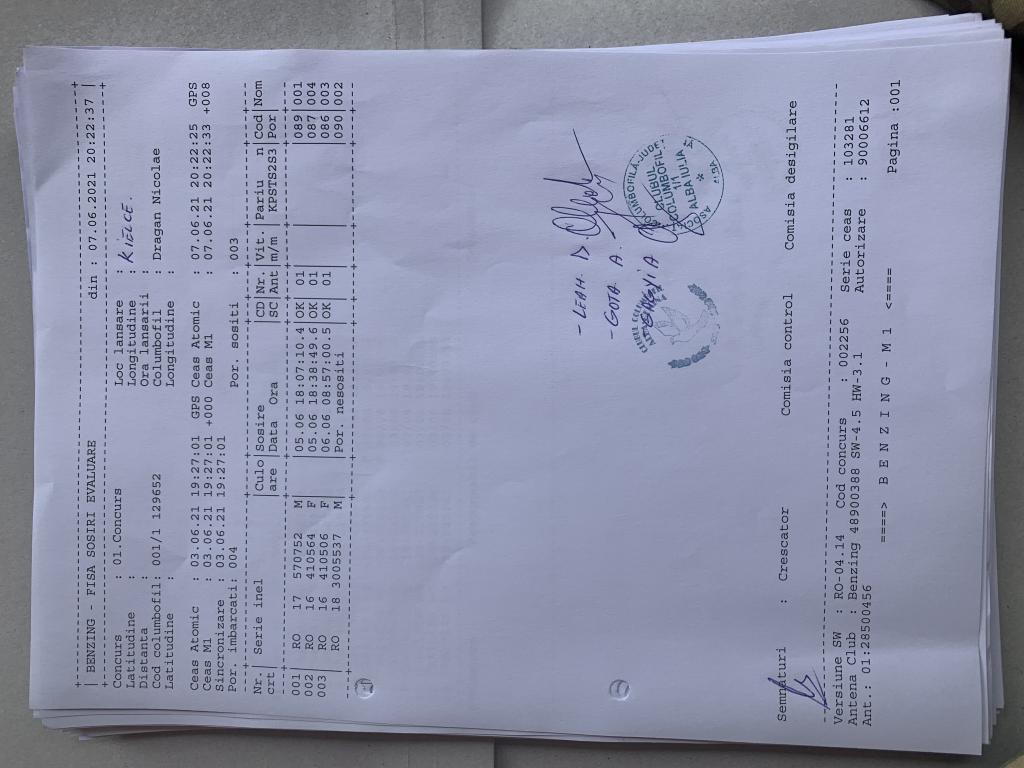 +-----------------------------------------------------------------------------+
| BENZING - FISA SOSIRI EVALUARE din : 07.06.2021 20:22:37 |
+-----------------------------------------------------------------------------+
Concurs : 01.Concurs Loc lansare : KIELCE.
Latitudine : Longitudine :
Distanta : Ora lansarii :
Cod columbofil: 001/1 129652 Columbofil : Dragan Nicolae
Latitudine : Longitudine :
Ceas Atomic : 03.06.21 19:27:01 GPS Ceas Atomic : 07.06.21 20:22:25 GPS
Ceas M1 : 03.06.21 19:27:01 +000 Ceas M1 : 07.06.21 20:22:33 +008
Sincronizare : 03.06.21 19:27:01
Por. imbarcati: 004 Por. sositi : 003
Nr. | Serie inel |Culo |Sosire |CD |Nr. |Vit. |Pariu n |Cod |Nom
crt | |are |Data Ora |SC |Ant |m/m | KPSTS2S3 |Por |
001 | RO 17 570752 M | |05.06 18:07:10.4 |OK | 01 | | |089 |001
002 | RO 16 410564 F | |05.06 18:38:49.6 |OK | 01 | | |087 |004
003 | RO 16 410506 F | |06.06 08:57:00.5 |OK | 01 | | |086 |003
| RO 18 3005537 M | |Por. nesositi | | | | |090 |002
- LEAH D.
- GOTA A.
CLUBUL
COLUMBOFIL
1/1
ALBA IULIA
Semnaturi : Crescator Comisia control Comisia desigilare
Versiune SW : RO-04.14 Cod concurs : 002256 Serie ceas : 103281
Antena Club : Benzing 48900388 SW-4.5 HW-3.1 Autorizare : 90006612
Ant.: 01:28500456
====> B E N Z I N G - M 1 <====
Pagina :001